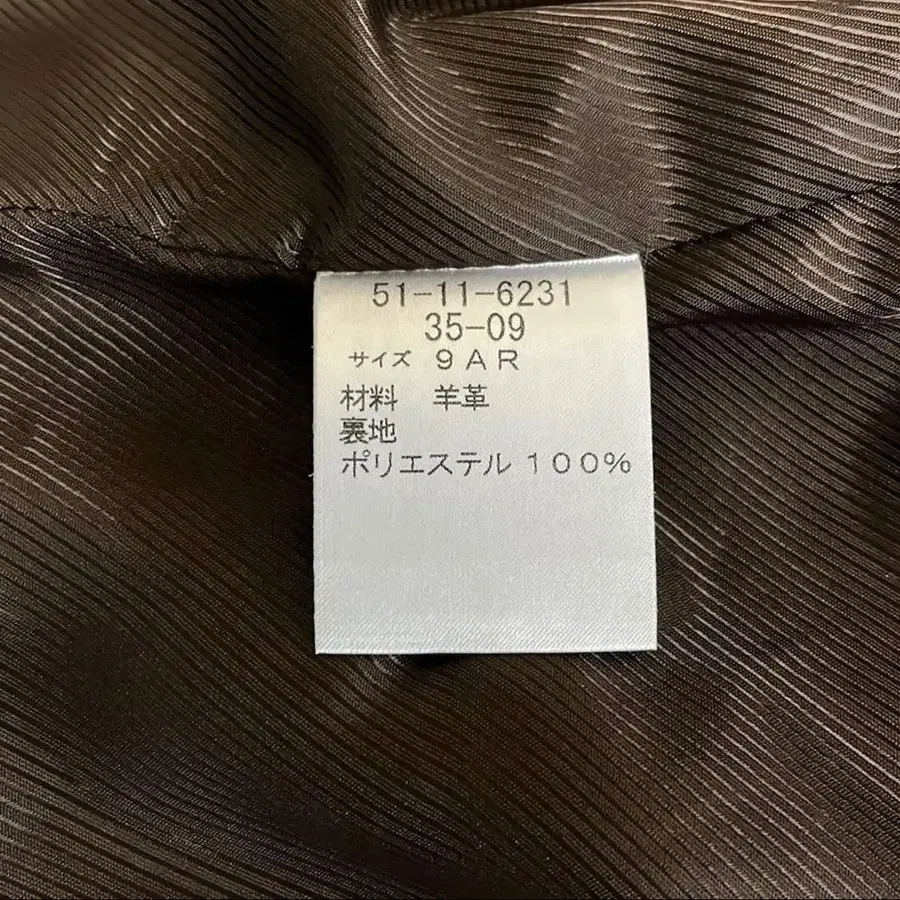 51-11-6231
35-09
サイズ 9AR
材料 羊革
裏地
ポリエステル 100%